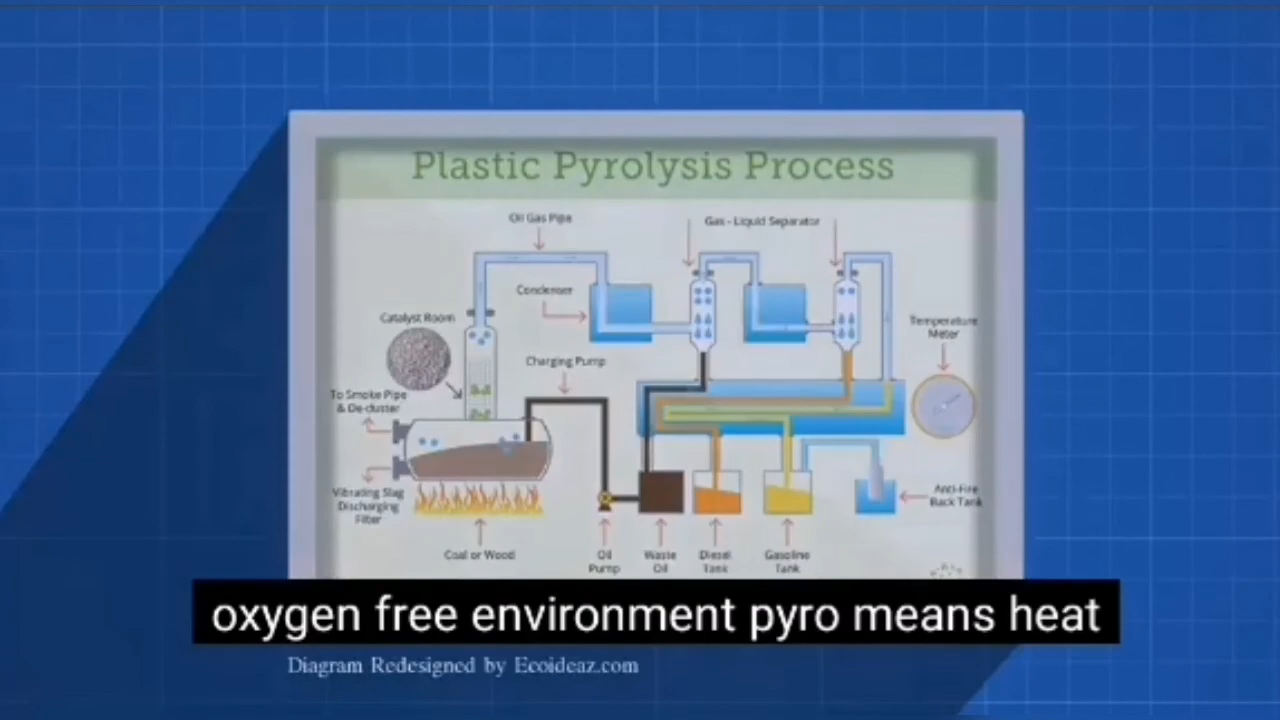 Plastic Pyrolysis Process
Oil Gas Pipe
Gas - Liquid Separator
Condenser
Catalyst Room
Temperature
Meter
Charging Pump
To Smoke Pipe
& De-duster
Vibrating Slag
Discharging
Filter
Anti-Fire
Back Tank
Coal or Wood
Oil
Pump
Waste
Oil
Diesel
Tank
Gasoline
Tank
oxygen free environment pyro means heat
Diagram Redesigned by Ecoideaz.com